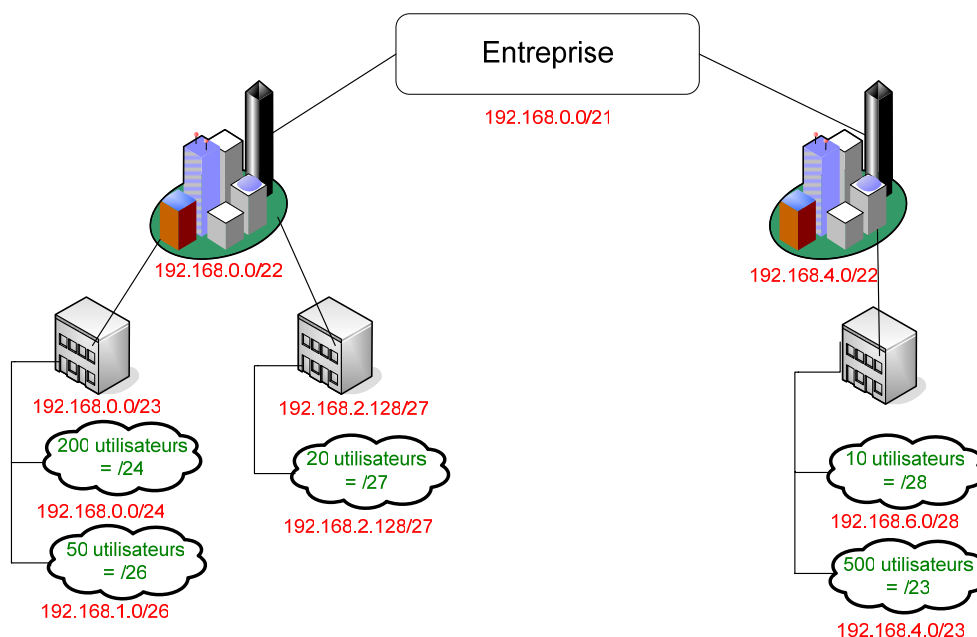 Entreprise
192.168.0.0/21
192.168.0.0/22
192.168.4.0/22
192.168.0.0/23
192.168.2.128/27
200 utilisateurs
= /24
192.168.0.0/24
50 utilisateurs
= /26
192.168.1.0/26
20 utilisateurs
= /27
192.168.2.128/27
10 utilisateurs
= /28
192.168.6.0/28
500 utilisateurs
= /23
192.168.4.0/23